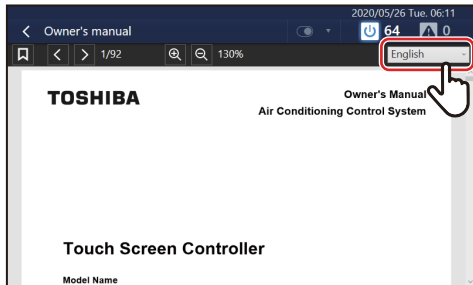 2020/05/26 Tue. 06:11
Owner's manual
64
0
1/92
130%
English
TOSHIBA
Owner's Manual
Air Conditioning Control System
Touch Screen Controller
Model Name